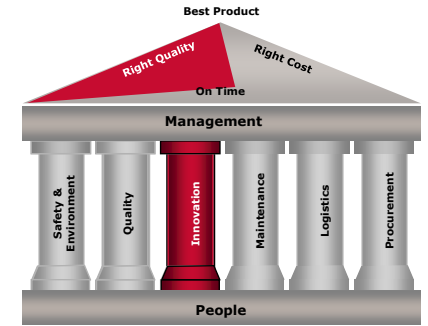 Best Product
Right Quality
Right Cost
On Time
Management
Safety &
Environment
Quality
Innovation
Maintenance
Logistics
Procurement
People